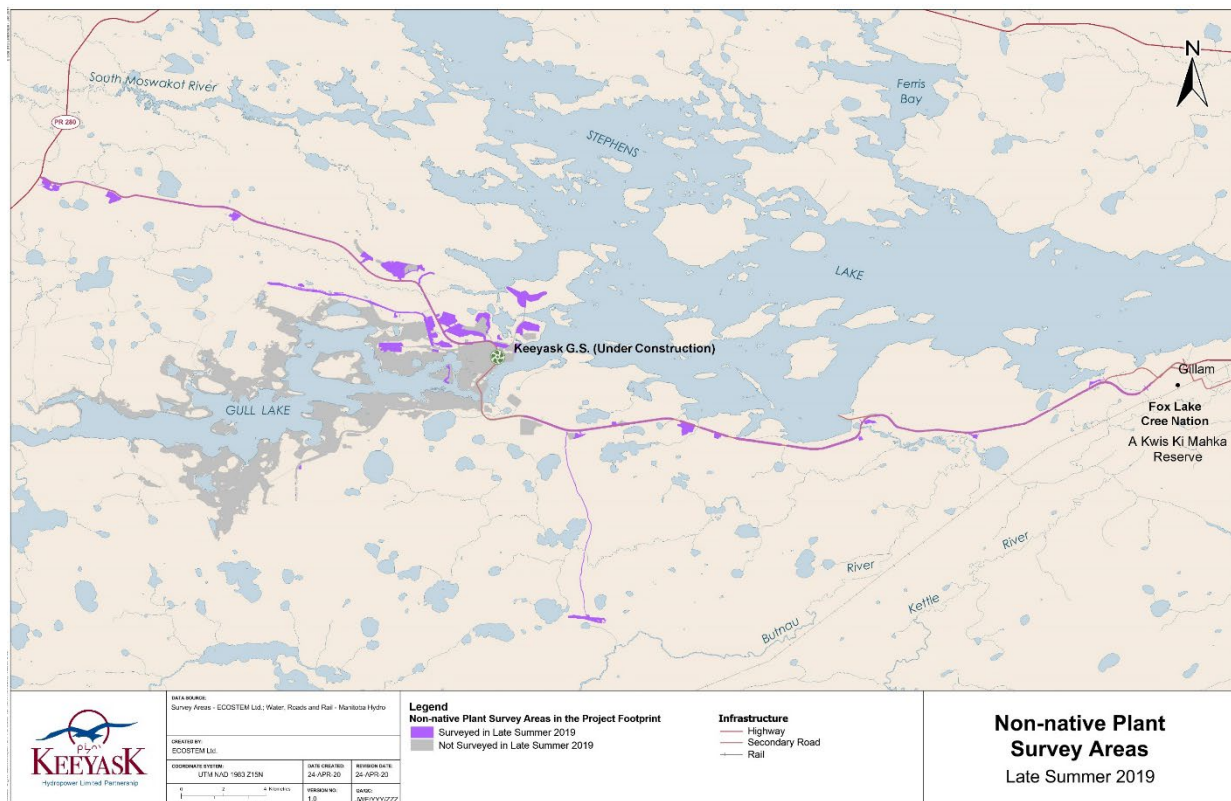 South Moswakot River
PR 280
Ferris
Bay
N
STEPHENS
LAKE
Keeyask G.S. (Under Construction)
GULL LAKE
Gillam
Fox Lake
Cree Nation
A Kwis Ki Mahka
Reserve
River
River
Kettle
Butnau
KEEYASK
Hydropower Limited Partnership
DATA SOURCE:
Survey Areas - ECOSTEM Ltd.; Water, Roads and Rail - Manitoba Hydro
CREATED BY:
ECOSTEM Ltd.
COORDINATE SYSTEM:
UTM NAD 1983 Z15N
DATE CREATED:
24-APR-20
REVISION DATE:
24-APR-20
0 2 4 Kilometres
VERSION NO:
1.0
Legend
Non-native Plant Survey Areas in the Project Footprint
Surveyed in Late Summer 2019
Not Surveyed in Late Summer 2019
Infrastructure
Highway
Secondary Road
Rail
Non-native Plant
Survey Areas
Late Summer 2019